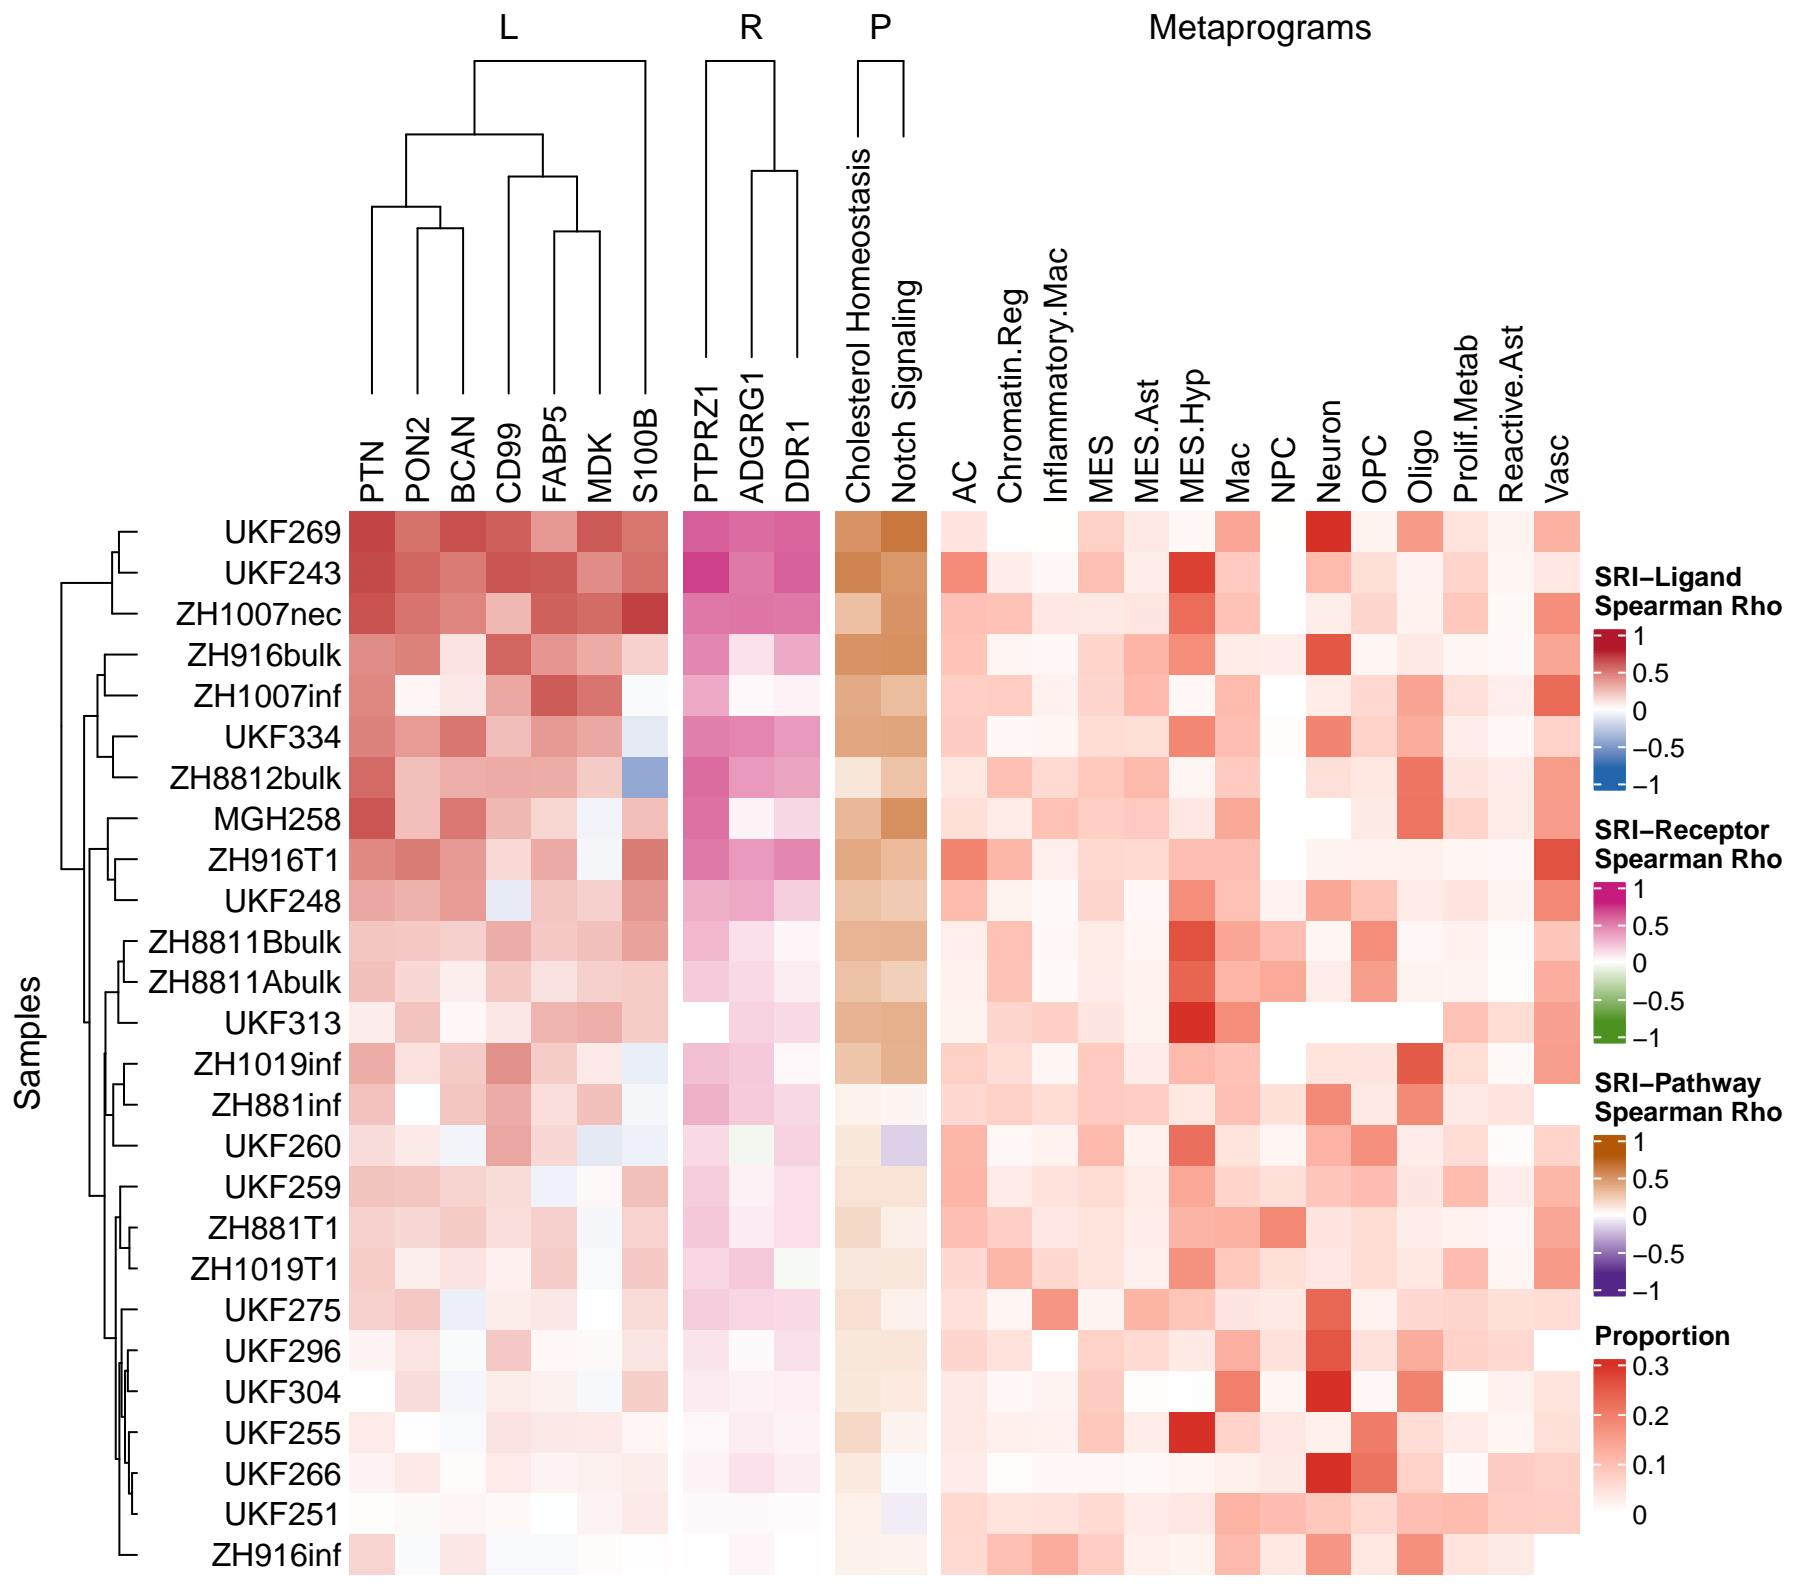 L R P Metaprograms
PTN PON2 BCAN CD99 FABP5 MDK S100B PTPRZ1 ADGRG1 DDR1 Cholesterol Homeostasis Notch Signaling AC Chromatin.Reg Inflammatory.Mac MES MES.Ast MES.Hyp Mac NPC Neuron OPC Oligo Prolif.Metab Reactive.Ast Vasc
Samples
UKF269
UKF243
ZH1007nec
ZH916bulk
ZH1007inf
UKF334
ZH8812bulk
MGH258
ZH916T1
UKF248
ZH8811Bbulk
ZH8811Abulk
UKF313
ZH1019inf
ZH881inf
UKF260
UKF259
ZH881T1
ZH1019T1
UKF275
UKF296
UKF304
UKF255
UKF266
UKF251
ZH916inf
SRI−Ligand
Spearman Rho
1
0.5
0
−0.5
−1
SRI−Receptor
Spearman Rho
1
0.5
0
−0.5
−1
SRI−Pathway
Spearman Rho
1
0.5
0
−0.5
−1
Proportion
0.3
0.2
0.1
0